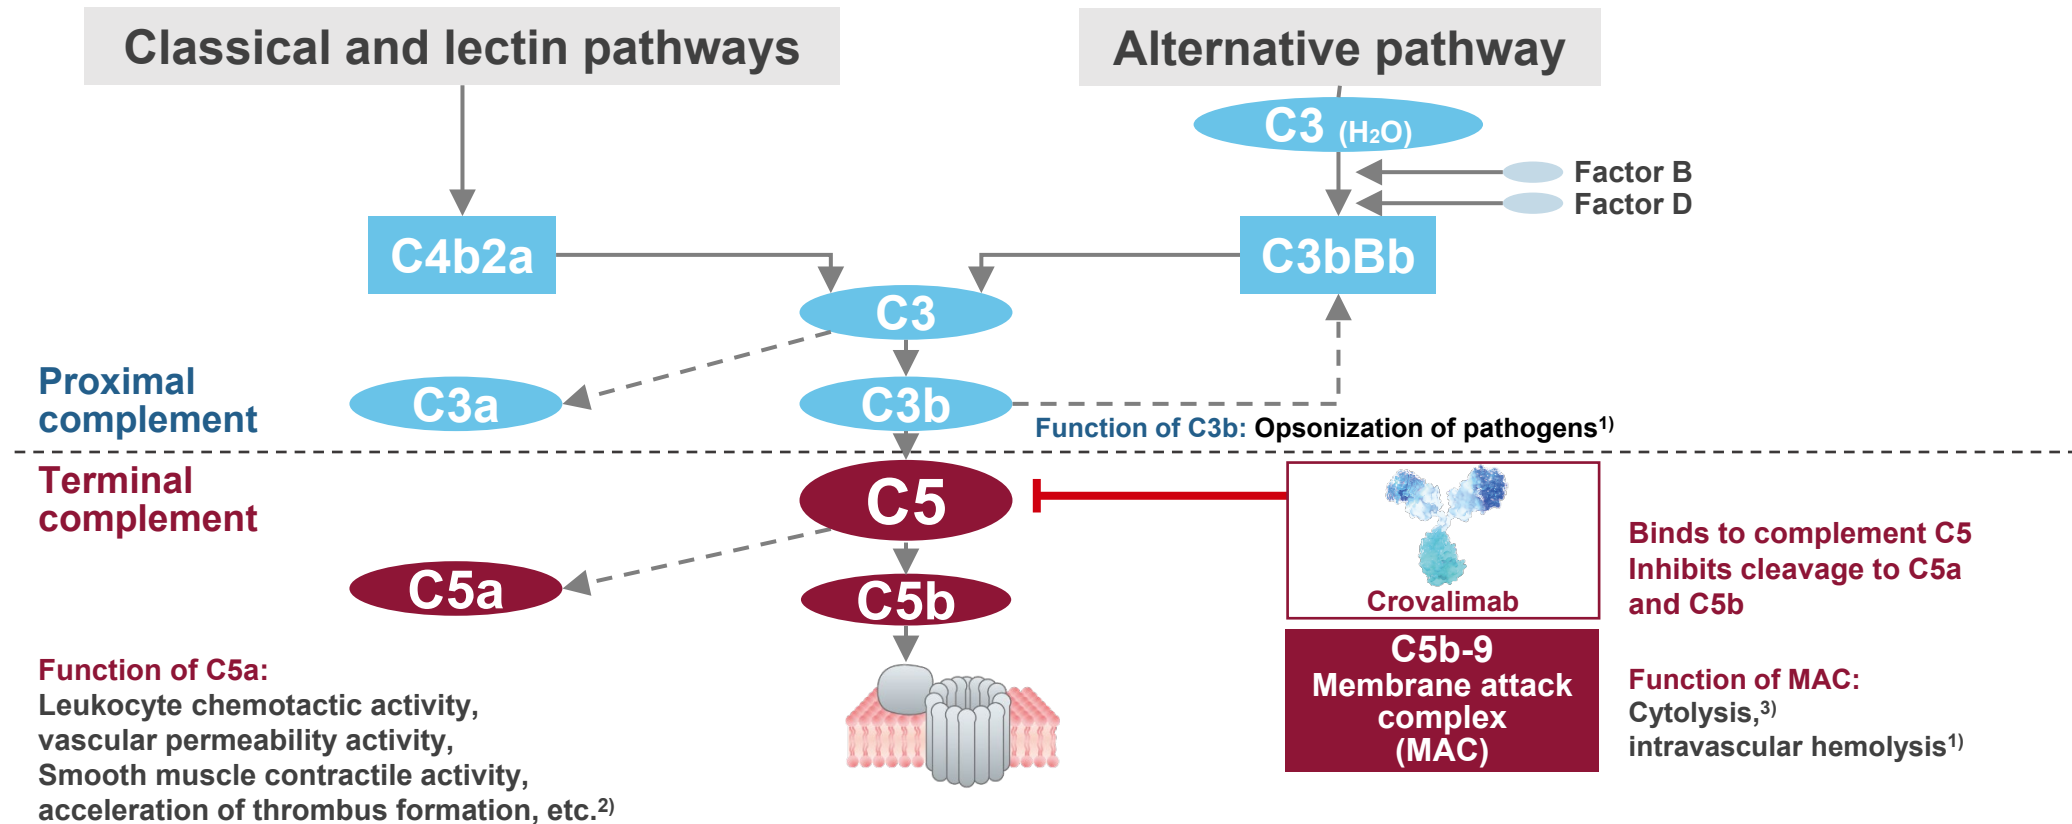 Classical and lectin pathways
Alternative pathway
C3 (H₂O)
Factor B
Factor D
C4b2a
C3bBb
C3
Proximal
complement
C3a
C3b
Function of C3b: Opsonization of pathogens¹⁾
Terminal
complement
C5
C5a
C5b
Crovalimab
Binds to complement C5
Inhibits cleavage to C5a
and C5b
C5b-9
Membrane attack
complex
(MAC)
Function of MAC:
Cytolysis,³⁾
intravascular hemolysis¹⁾
Function of C5a:
Leukocyte chemotactic activity,
vascular permeability activity,
Smooth muscle contractile activity,
acceleration of thrombus formation, etc.²⁾